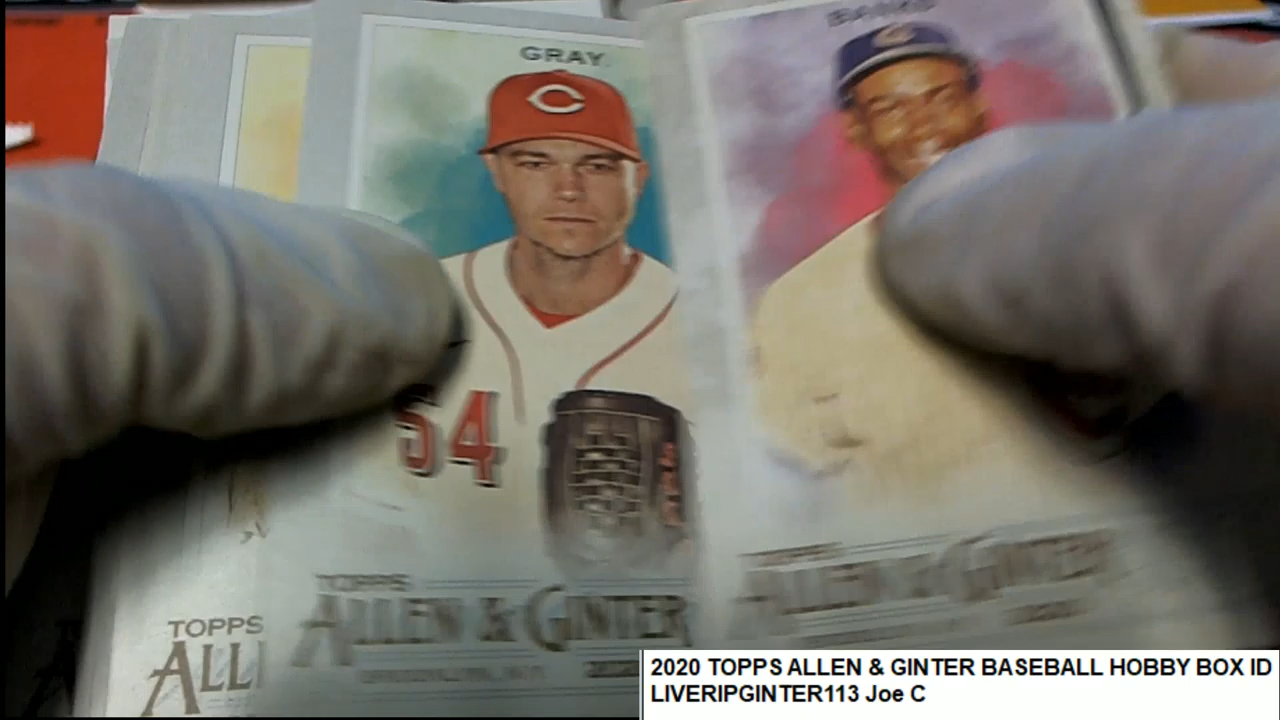 GRAY
BANKS
C
C
54
TOPPS
ALLEN & GINTER
TOPPS
ALLEN & GINTER
TOPPS
ALL
2020 TOPPS ALLEN & GINTER BASEBALL HOBBY BOX ID
LIVERIPGINTER113 Joe C